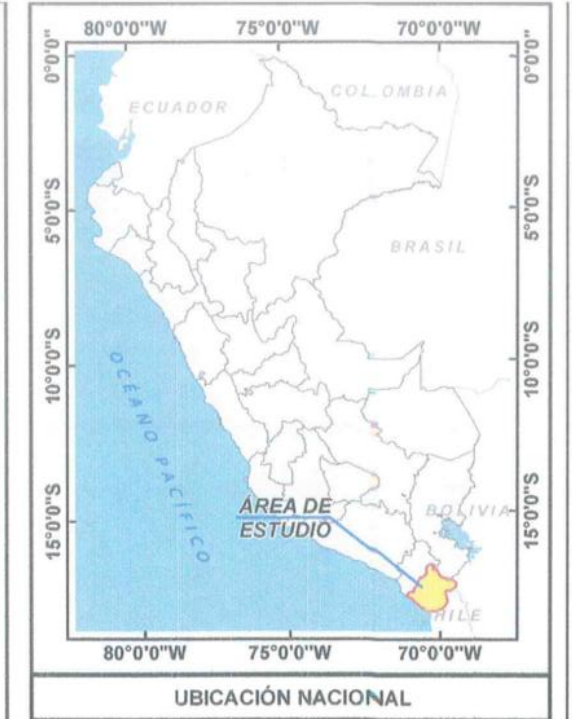 80°0'0"W 75°0'0"W 70°0'0"W
0°0'0" 0°0'0"
COLOMBIA
ECUADOR
5°0'0"S 5°0'0"S
BRASIL
10°0'0"S 10°0'0"S
OCÉANO PACÍFICO
ÁREA DE
ESTUDIO
BOLIVIA
15°0'0"S 15°0'0"S
HILE
80°0'0"W 75°0'0"W 70°0'0"W
UBICACIÓN NACIONAL